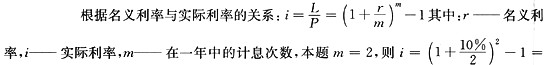 根据名义利率与实际利率的关系：i = L/P = (1 + r/m)^m − 1 其中：r —— 名义利
率，i—— 实际利率，m—— 在一年中的计息次数，本题 m = 2，则 i = (1 + 10%/2)^2 − 1 =